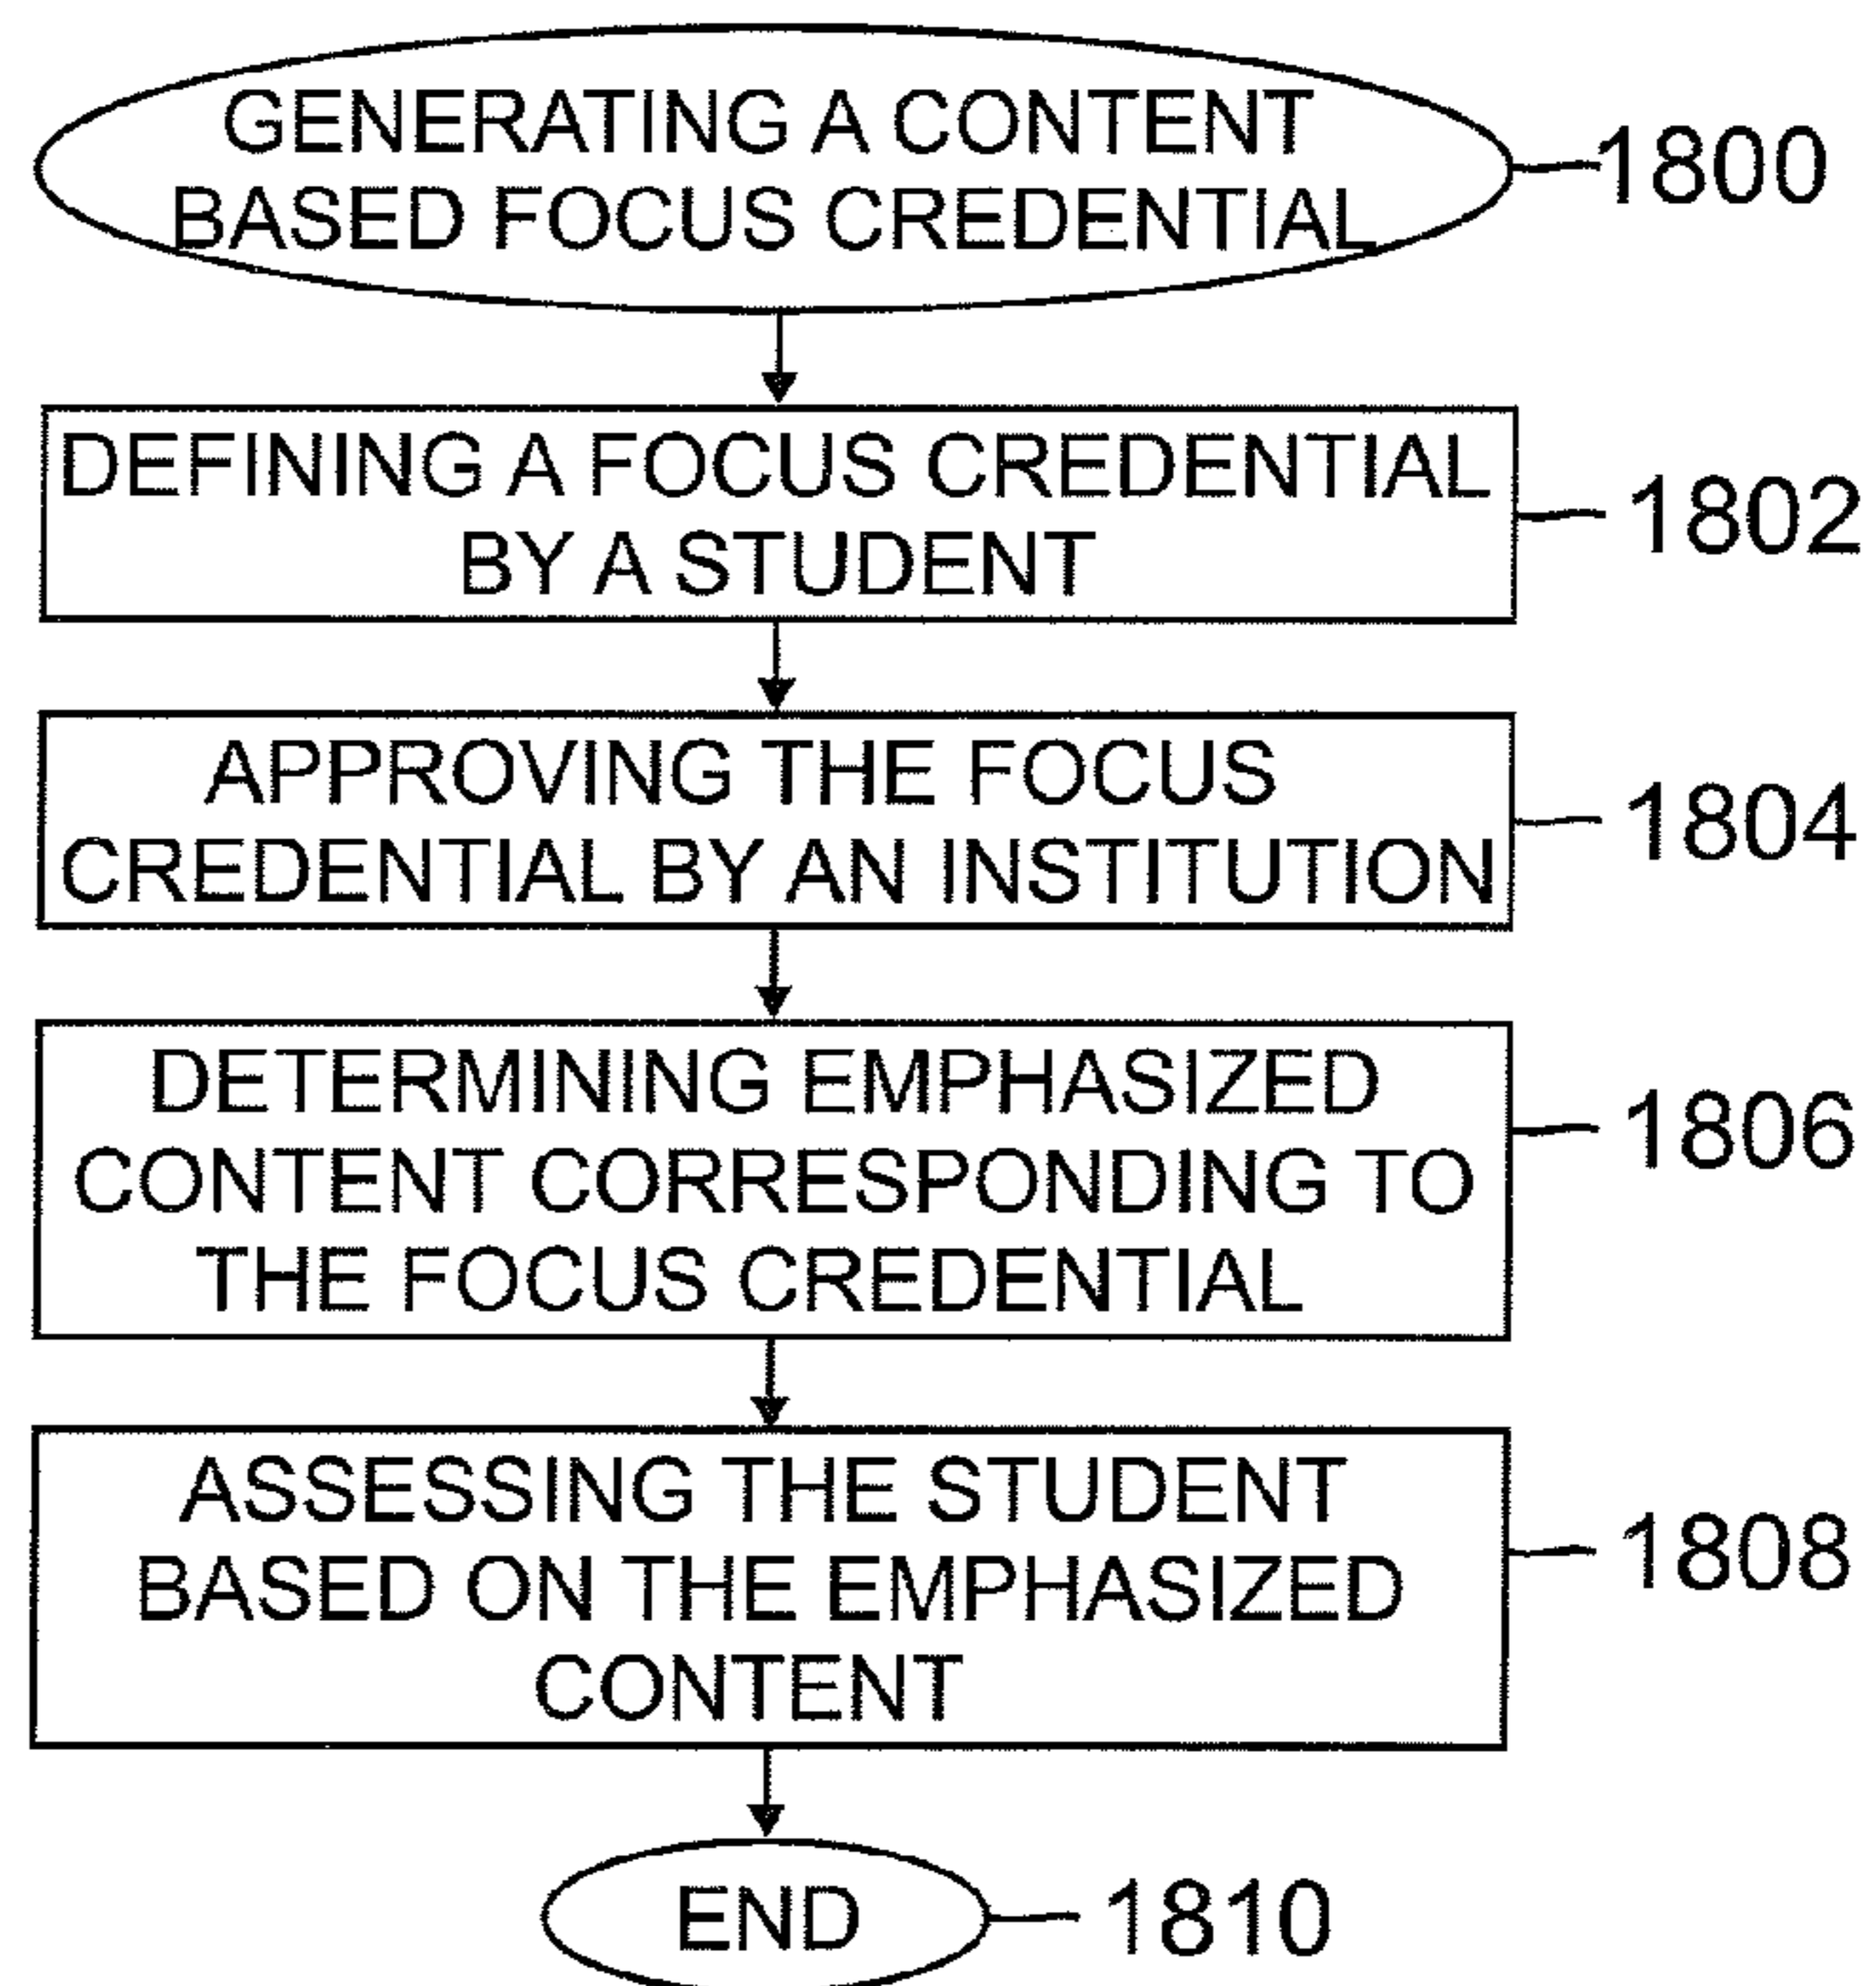 GENERATING A CONTENT
BASED FOCUS CREDENTIAL
1800
DEFINING A FOCUS CREDENTIAL
BY A STUDENT
1802
APPROVING THE FOCUS
CREDENTIAL BY AN INSTITUTION
1804
DETERMINING EMPHASIZED
CONTENT CORRESPONDING TO
THE FOCUS CREDENTIAL
1806
ASSESSING THE STUDENT
BASED ON THE EMPHASIZED
CONTENT
1808
END
1810